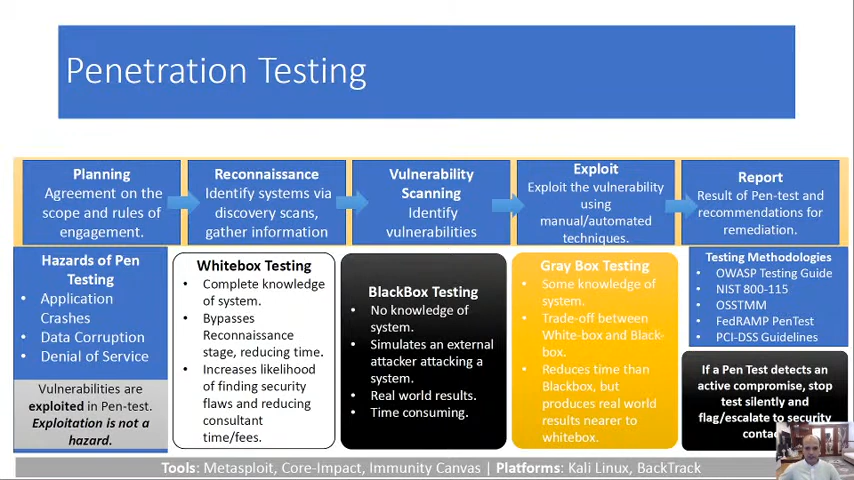 Penetration Testing
Planning
Agreement on the
scope and rules of
engagement.
Reconnaissance
Identify systems via
discovery scans,
gather information
Vulnerability
Scanning
Identify
vulnerabilities
Exploit
Exploit the vulnerability
using
manual/automated
techniques.
Report
Result of Pen-test and
recommendations for
remediation.
Hazards of Pen
Testing
• Application
Crashes
• Data Corruption
• Denial of Service
Vulnerabilities are
exploited in Pen-test.
Exploitation is not a
hazard.
Whitebox Testing
• Complete knowledge
of system.
• Bypasses
Reconnaissance
stage, reducing time.
• Increases likelihood
of finding security
flaws and reducing
consultant
time/fees.
BlackBox Testing
• No knowledge of
system.
• Simulates an external
attacker attacking a
system.
• Real world results.
• Time consuming.
Gray Box Testing
• Some knowledge of
system.
• Trade-off between
White-box and Black-
box.
• Reduces time than
Blackbox, but
produces real world
results nearer to
whitebox.
Testing Methodologies
• OWASP Testing Guide
• NIST 800-115
• OSSTMM
• FedRAMP PenTest
• PCI-DSS Guidelines
If a Pen Test detects an
active compromise, stop
test silently and
flag/escalate to security
Tools: Metasploit, Core-Impact, Immunity Canvas | Platforms: Kali Linux, BackTrack